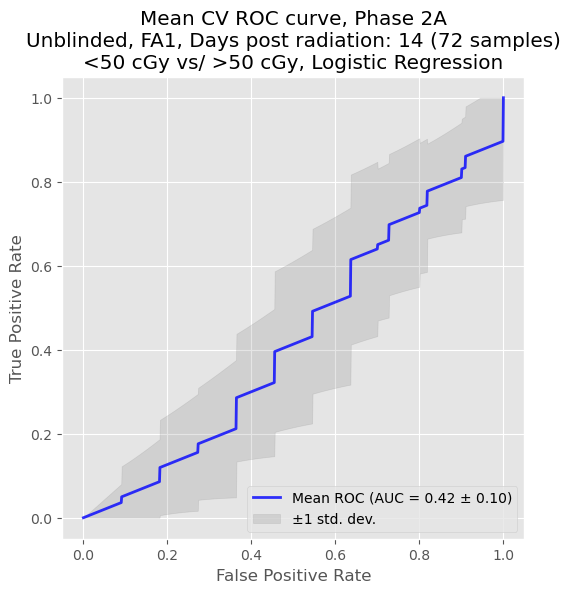 Mean CV ROC curve, Phase 2A
Unblinded, FA1, Days post radiation: 14 (72 samples)
<50 cGy vs/ >50 cGy, Logistic Regression
1.0
0.8
0.6
0.4
0.2
0.0
True Positive Rate
Mean ROC (AUC = 0.42 ± 0.10)
±1 std. dev.
0.0 0.2 0.4 0.6 0.8 1.0
False Positive Rate